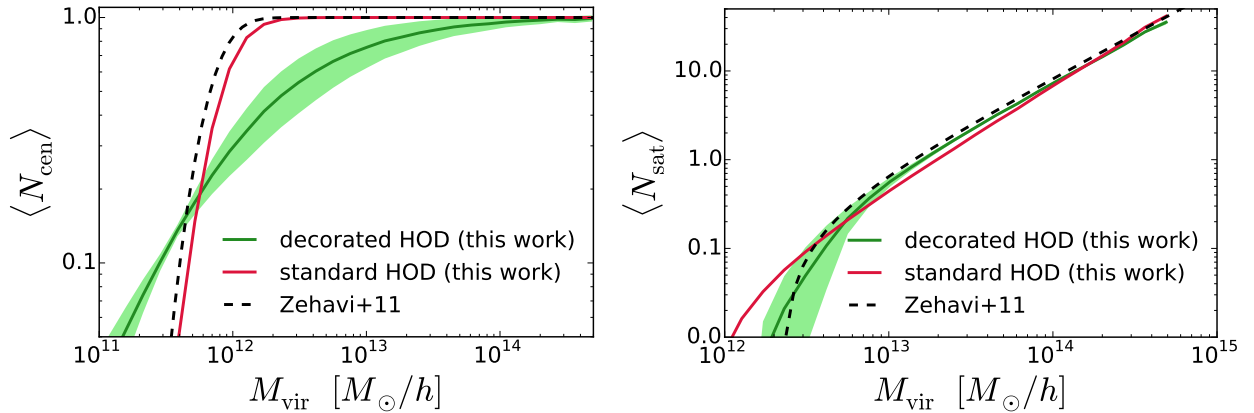 1.0
0.1
⟨N_cen⟩
decorated HOD (this work)
standard HOD (this work)
Zehavi+11
10^11 10^12 10^13 10^14
M_vir [M_⊙/h]
10.0
1.0
0.1
0.0
⟨N_sat⟩
decorated HOD (this work)
standard HOD (this work)
Zehavi+11
10^12 10^13 10^14 10^15
M_vir [M_⊙/h]